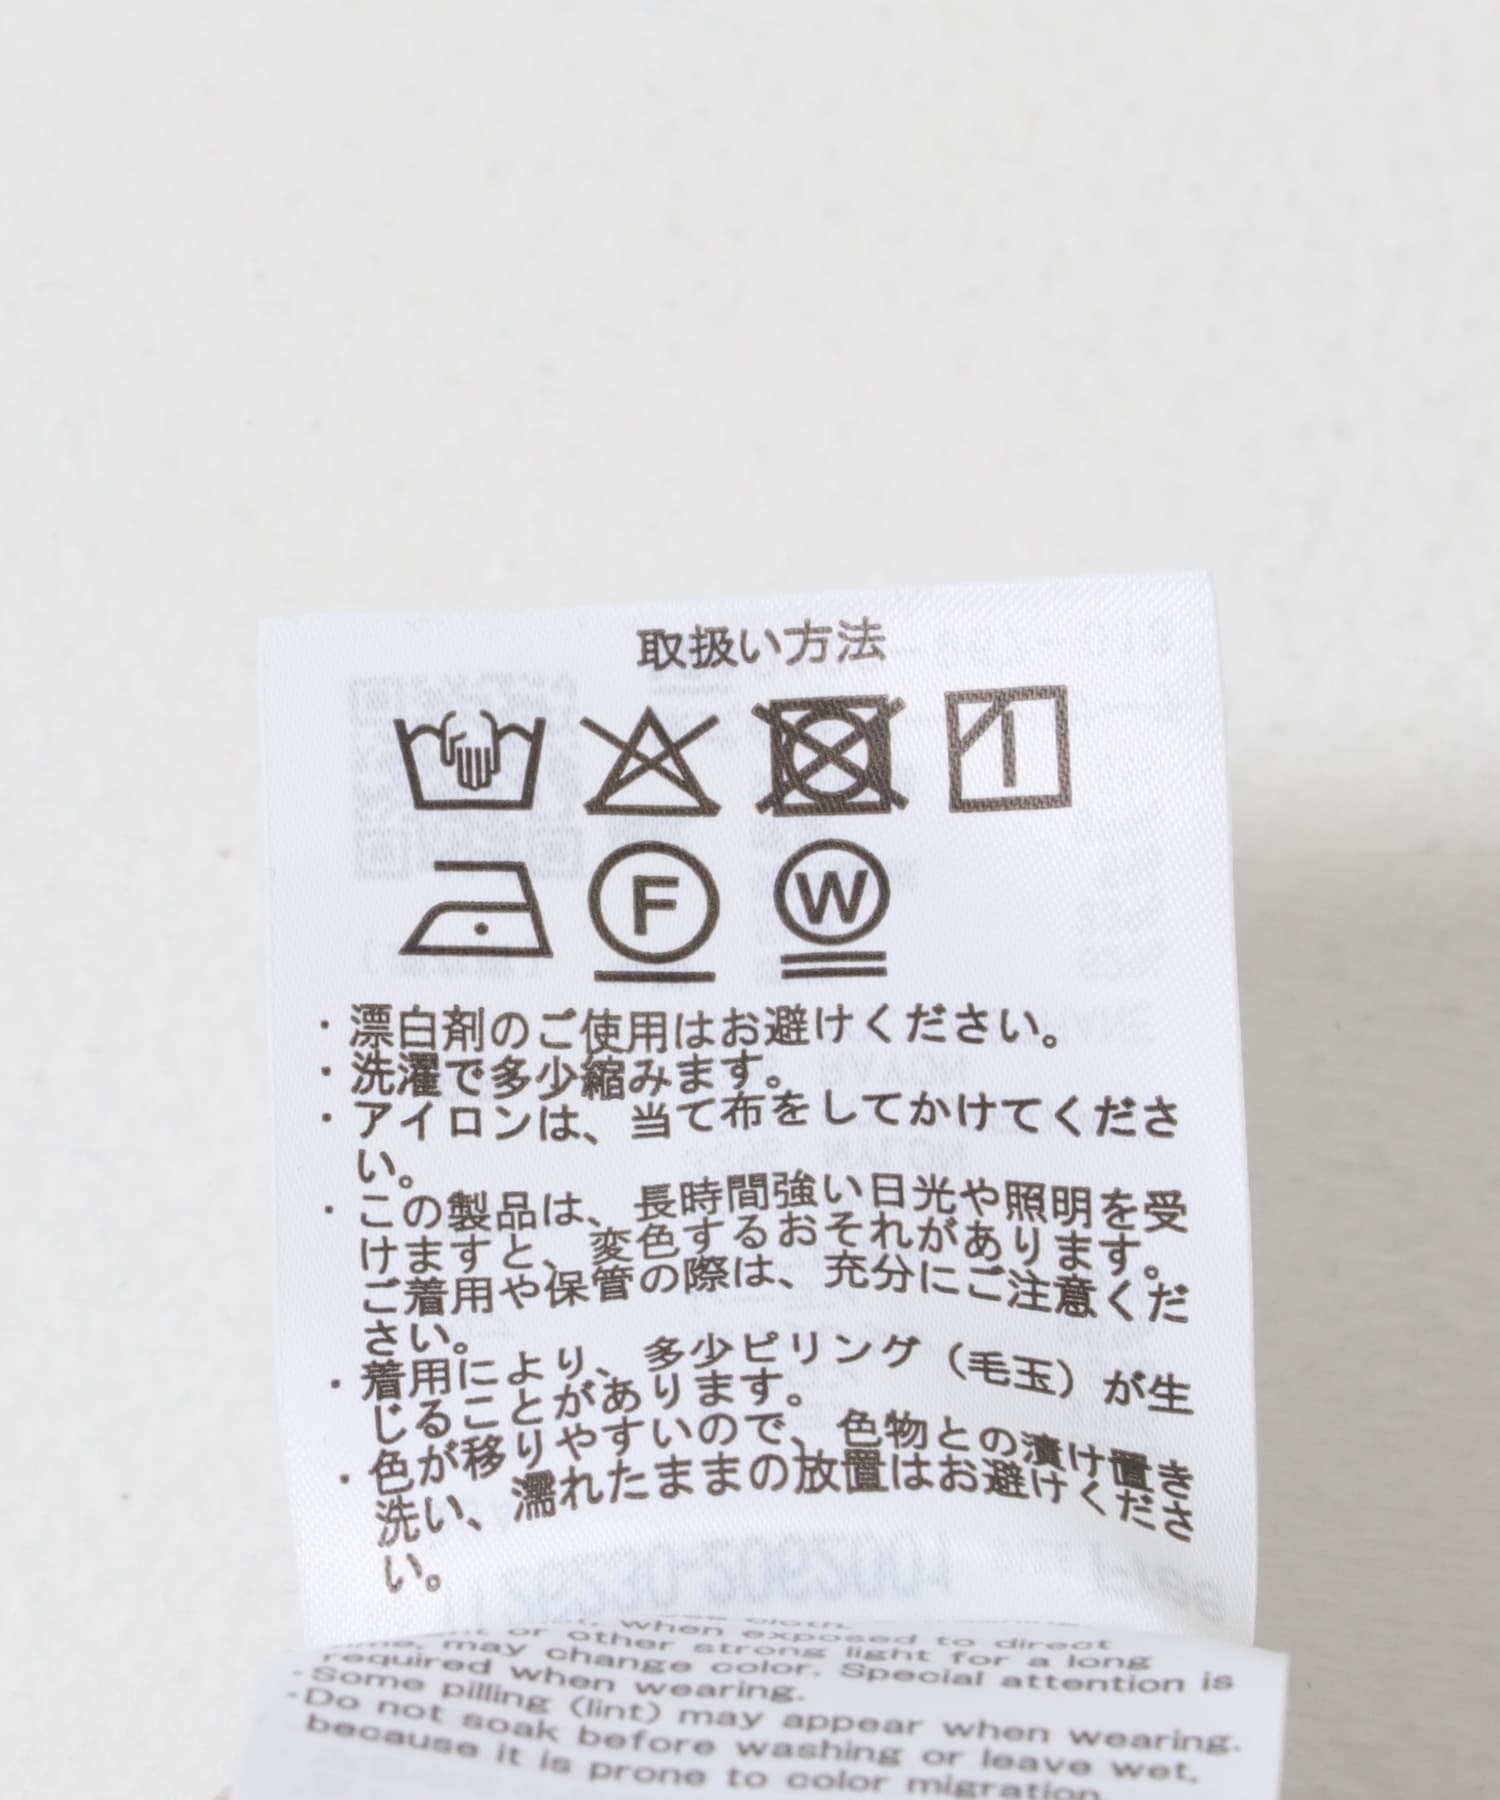 取扱い方法
F
W
・漂白剤のご使用はお避けください。
・洗濯で多少縮みます。
・アイロンは、当て布をしてかけてくださ
い。
・この製品は、長時間強い日光や照明を受
けますと、変色するおそれがあります。
ご着用や保管の際は、充分にご注意くだ
さい。
・着用により、多少ピリング（毛玉）が生
じることがあります。
・色が移りやすいので、色物との漬け置き
洗い、濡れたままの放置はお避けくださ
い。
when exposed to direct
or other strong light for a long
may change color. Special attention is
required when wearing.
・Some pilling (lint) may appear when wearing.
・Do not soak before washing or leave wet,
because it is prone to color migration.